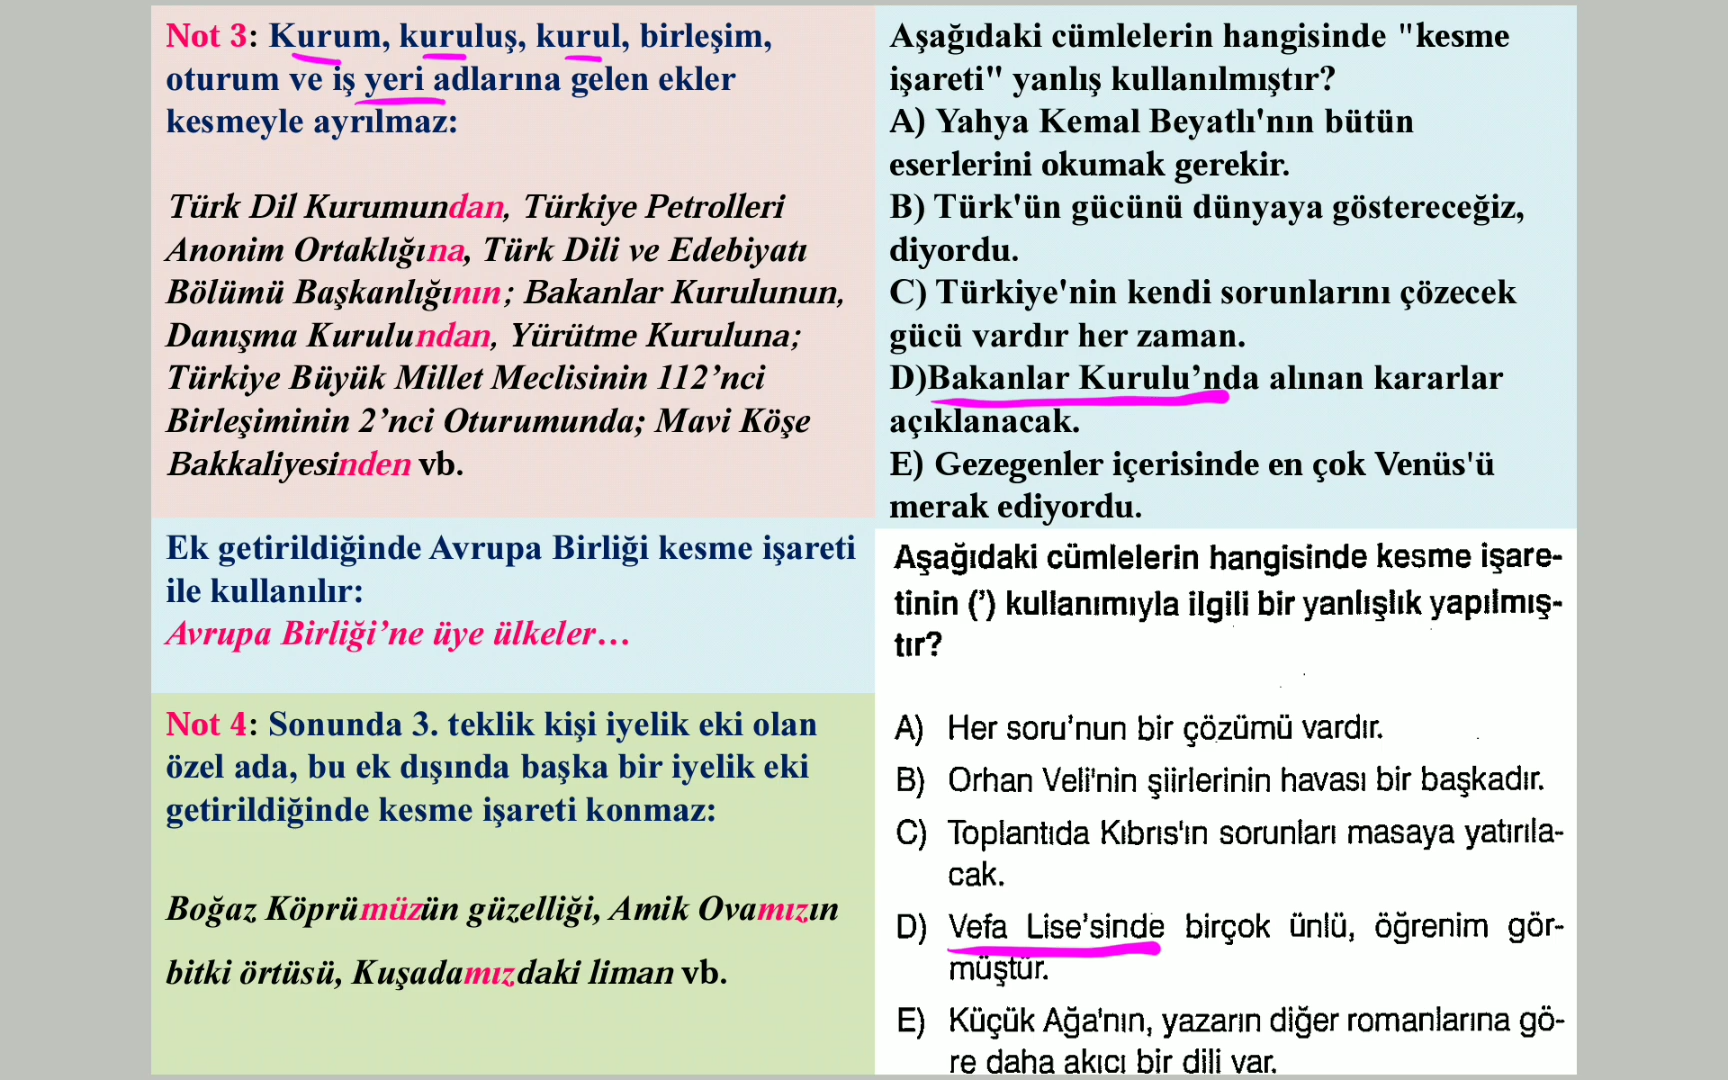 Not 3: Kurum, kuruluş, kurul, birleşim,
oturum ve iş yeri adlarına gelen ekler
kesmeyle ayrılmaz:
Türk Dil Kurumundan, Türkiye Petrolleri
Anonim Ortaklığına, Türk Dili ve Edebiyatı
Bölümü Başkanlığının; Bakanlar Kurulunun,
Danışma Kurulundan, Yürütme Kuruluna;
Türkiye Büyük Millet Meclisinin 112’nci
Birleşiminin 2’nci Oturumunda; Mavi Köşe
Bakkaliyesinden vb.
Ek getirildiğinde Avrupa Birliği kesme işareti
ile kullanılır:
Avrupa Birliği’ne üye ülkeler…
Not 4: Sonunda 3. teklik kişi iyelik eki olan
özel ada, bu ek dışında başka bir iyelik eki
getirildiğinde kesme işareti konmaz:
Boğaz Köprümüzün güzelliği, Amik Ovamızın
bitki örtüsü, Kuşadamızdaki liman vb.
Aşağıdaki cümlelerin hangisinde "kesme
işareti" yanlış kullanılmıştır?
A) Yahya Kemal Beyatlı'nın bütün
eserlerini okumak gerekir.
B) Türk'ün gücünü dünyaya göstereceğiz,
diyordu.
C) Türkiye'nin kendi sorunlarını çözecek
gücü vardır her zaman.
D)Bakanlar Kurulu’nda alınan kararlar
açıklanacak.
E) Gezegenler içerisinde en çok Venüs'ü
merak ediyordu.
Aşağıdaki cümlelerin hangisinde kesme işare-
tinin (’) kullanımıyla ilgili bir yanlışlık yapılmış-
tır?
A) Her soru’nun bir çözümü vardır.
B) Orhan Veli'nin şiirlerinin havası bir başkadır.
C) Toplantıda Kıbrıs'ın sorunları masaya yatırıla-
cak.
D) Vefa Lise’sinde birçok ünlü, öğrenim gör-
müştür.
E) Küçük Ağa'nın, yazarın diğer romanlarına gö-
re daha akıcı bir dili var.